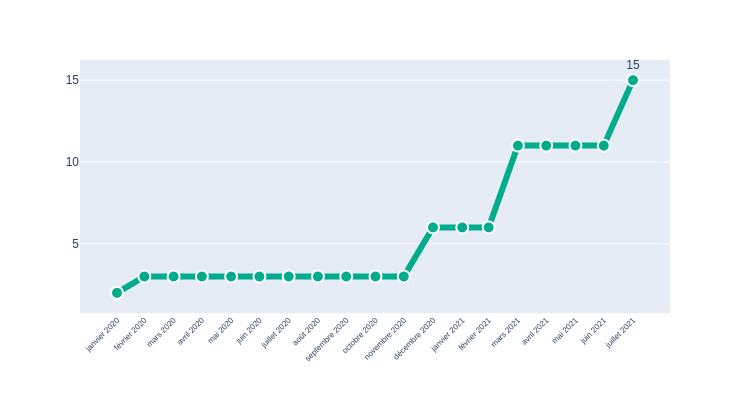 15
15
10
5
janvier 2020
février 2020
mars 2020
avril 2020
mai 2020
juin 2020
juillet 2020
août 2020
septembre 2020
octobre 2020
novembre 2020
décembre 2020
janvier 2021
février 2021
mars 2021
avril 2021
mai 2021
juin 2021
juillet 2021